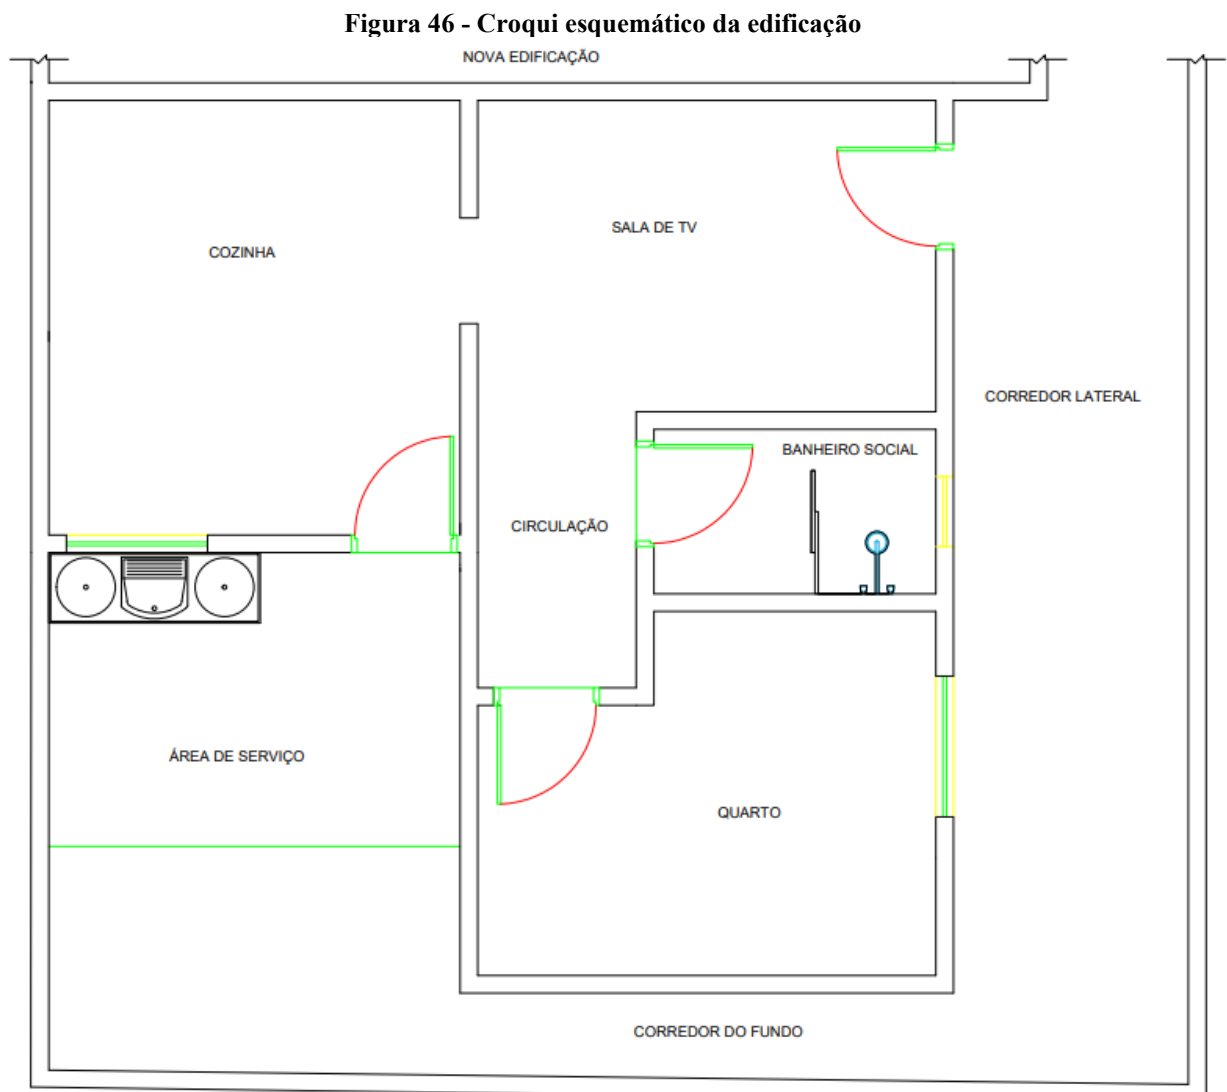 Figura 46 - Croqui esquemático da edificação
NOVA EDIFICAÇÃO
SALA DE TV
COZINHA
CORREDOR LATERAL
BANHEIRO SOCIAL
CIRCULAÇÃO
ÁREA DE SERVIÇO
QUARTO
CORREDOR DO FUNDO